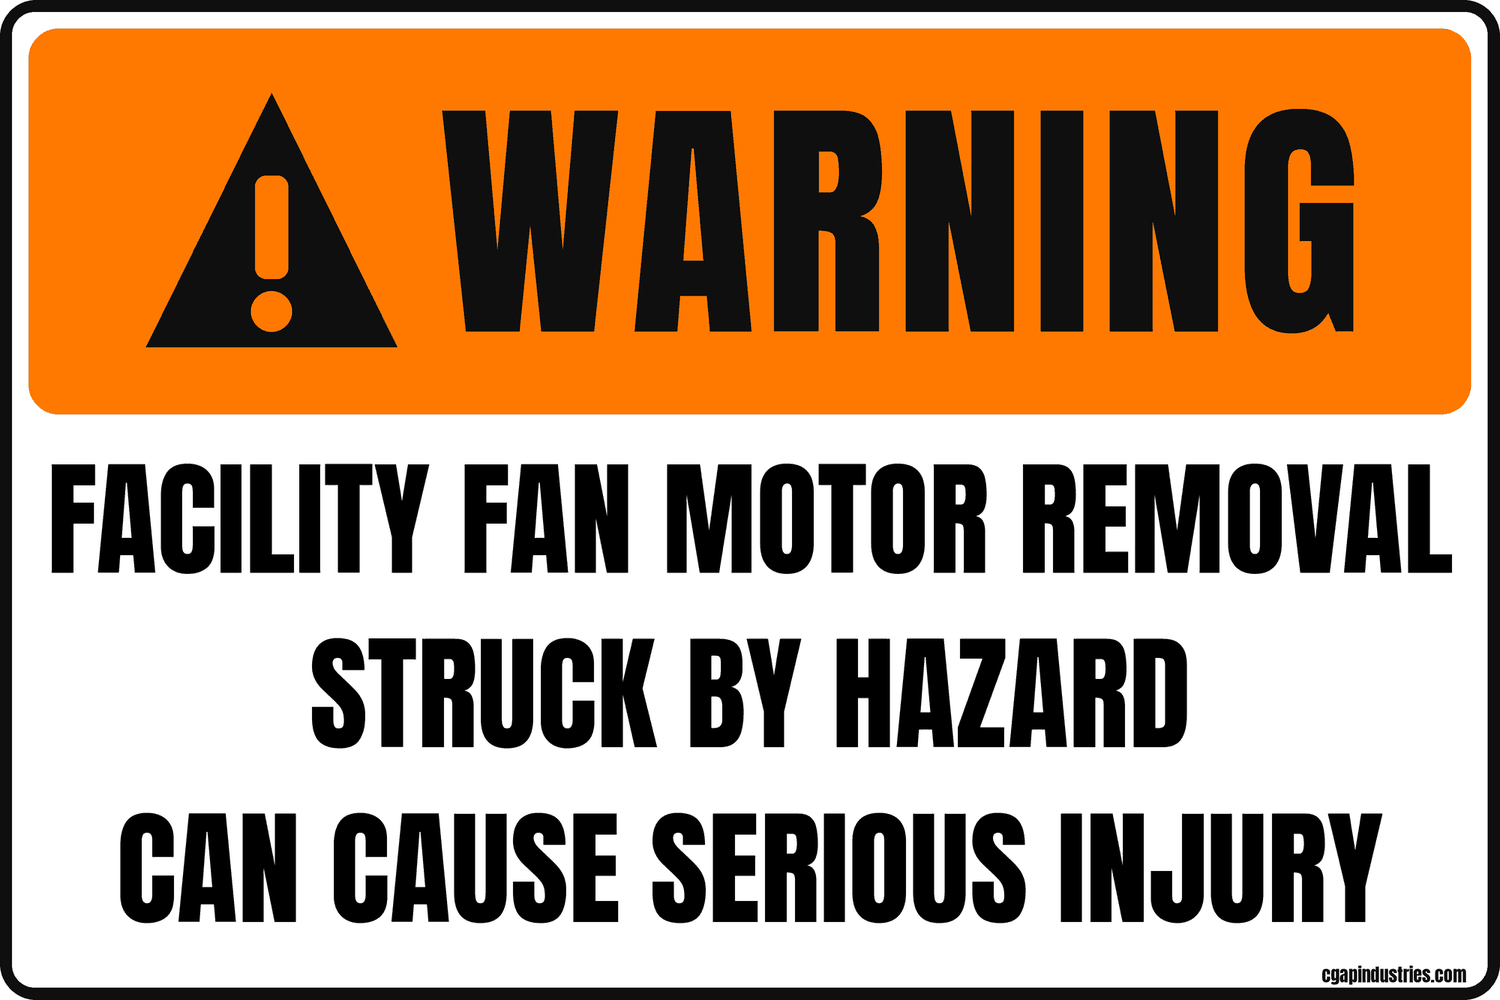 WARNING
FACILITY FAN MOTOR REMOVAL
STRUCK BY HAZARD
CAN CAUSE SERIOUS INJURY
cgapindustries.com